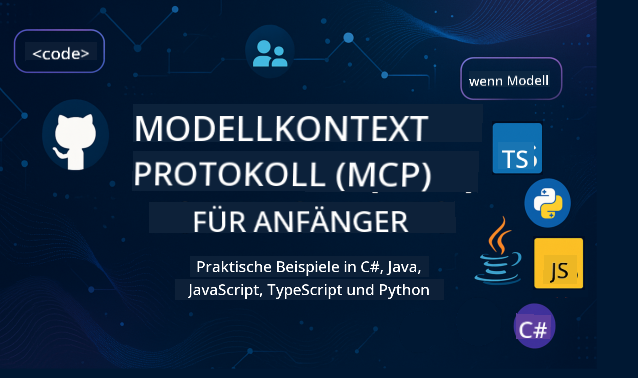 <code>
wenn Modell
MODELLKONTEXT
PROTOKOLL (MCP)
FÜR ANFÄNGER
Praktische Beispiele in C#, Java,
JavaScript, TypeScript und Python
TS
JS
C#